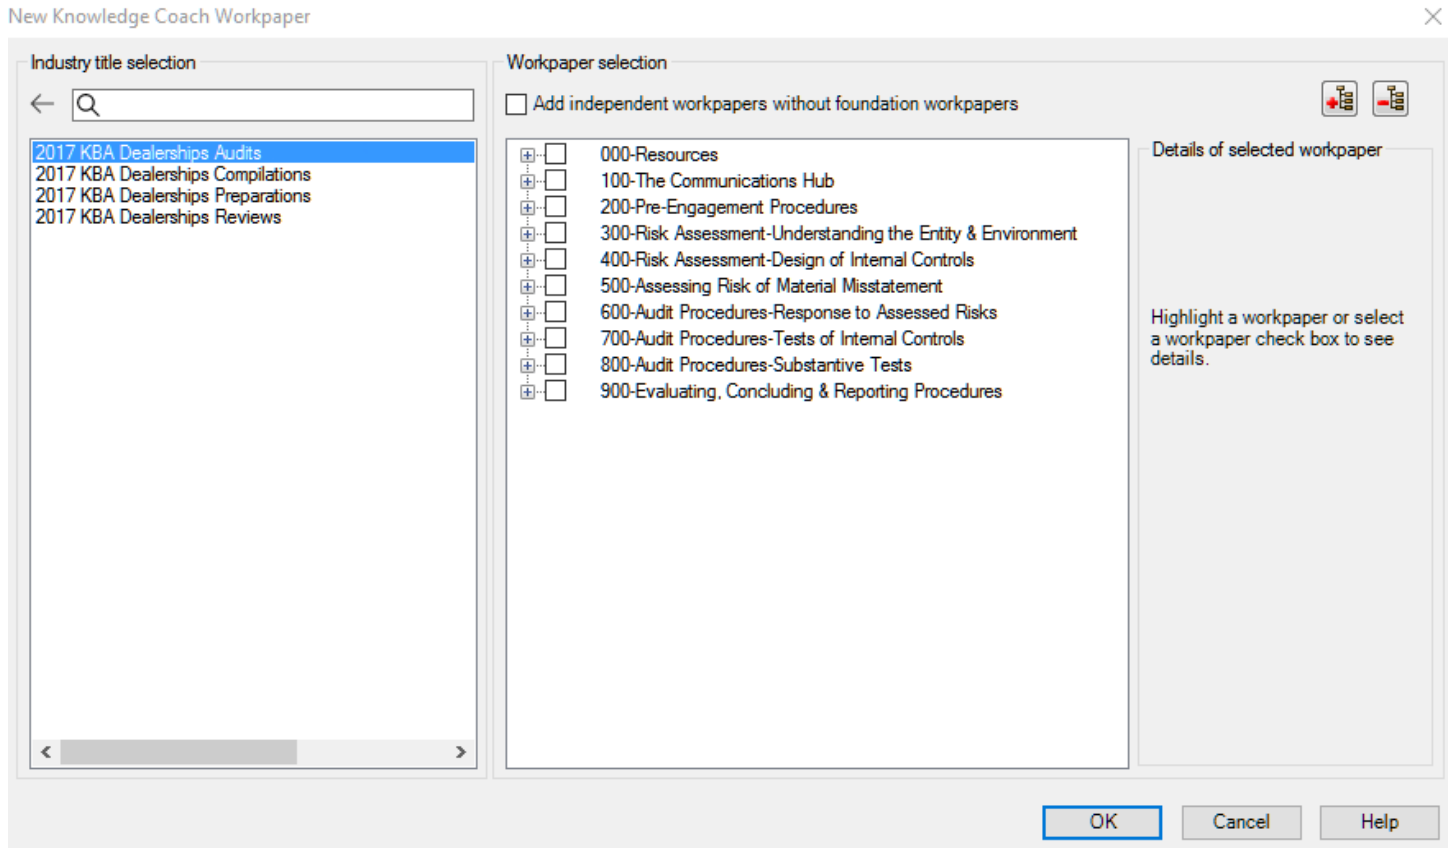 New Knowledge Coach Workpaper
Industry title selection
2017 KBA Dealerships Audits
2017 KBA Dealerships Compilations
2017 KBA Dealerships Preparations
2017 KBA Dealerships Reviews
Workpaper selection
Add independent workpapers without foundation workpapers
000-Resources
100-The Communications Hub
200-Pre-Engagement Procedures
300-Risk Assessment-Understanding the Entity & Environment
400-Risk Assessment-Design of Internal Controls
500-Assessing Risk of Material Misstatement
600-Audit Procedures-Response to Assessed Risks
700-Audit Procedures-Tests of Internal Controls
800-Audit Procedures-Substantive Tests
900-Evaluating, Concluding & Reporting Procedures
Details of selected workpaper
Highlight a workpaper or select
a workpaper check box to see
details.
OK
Cancel
Help